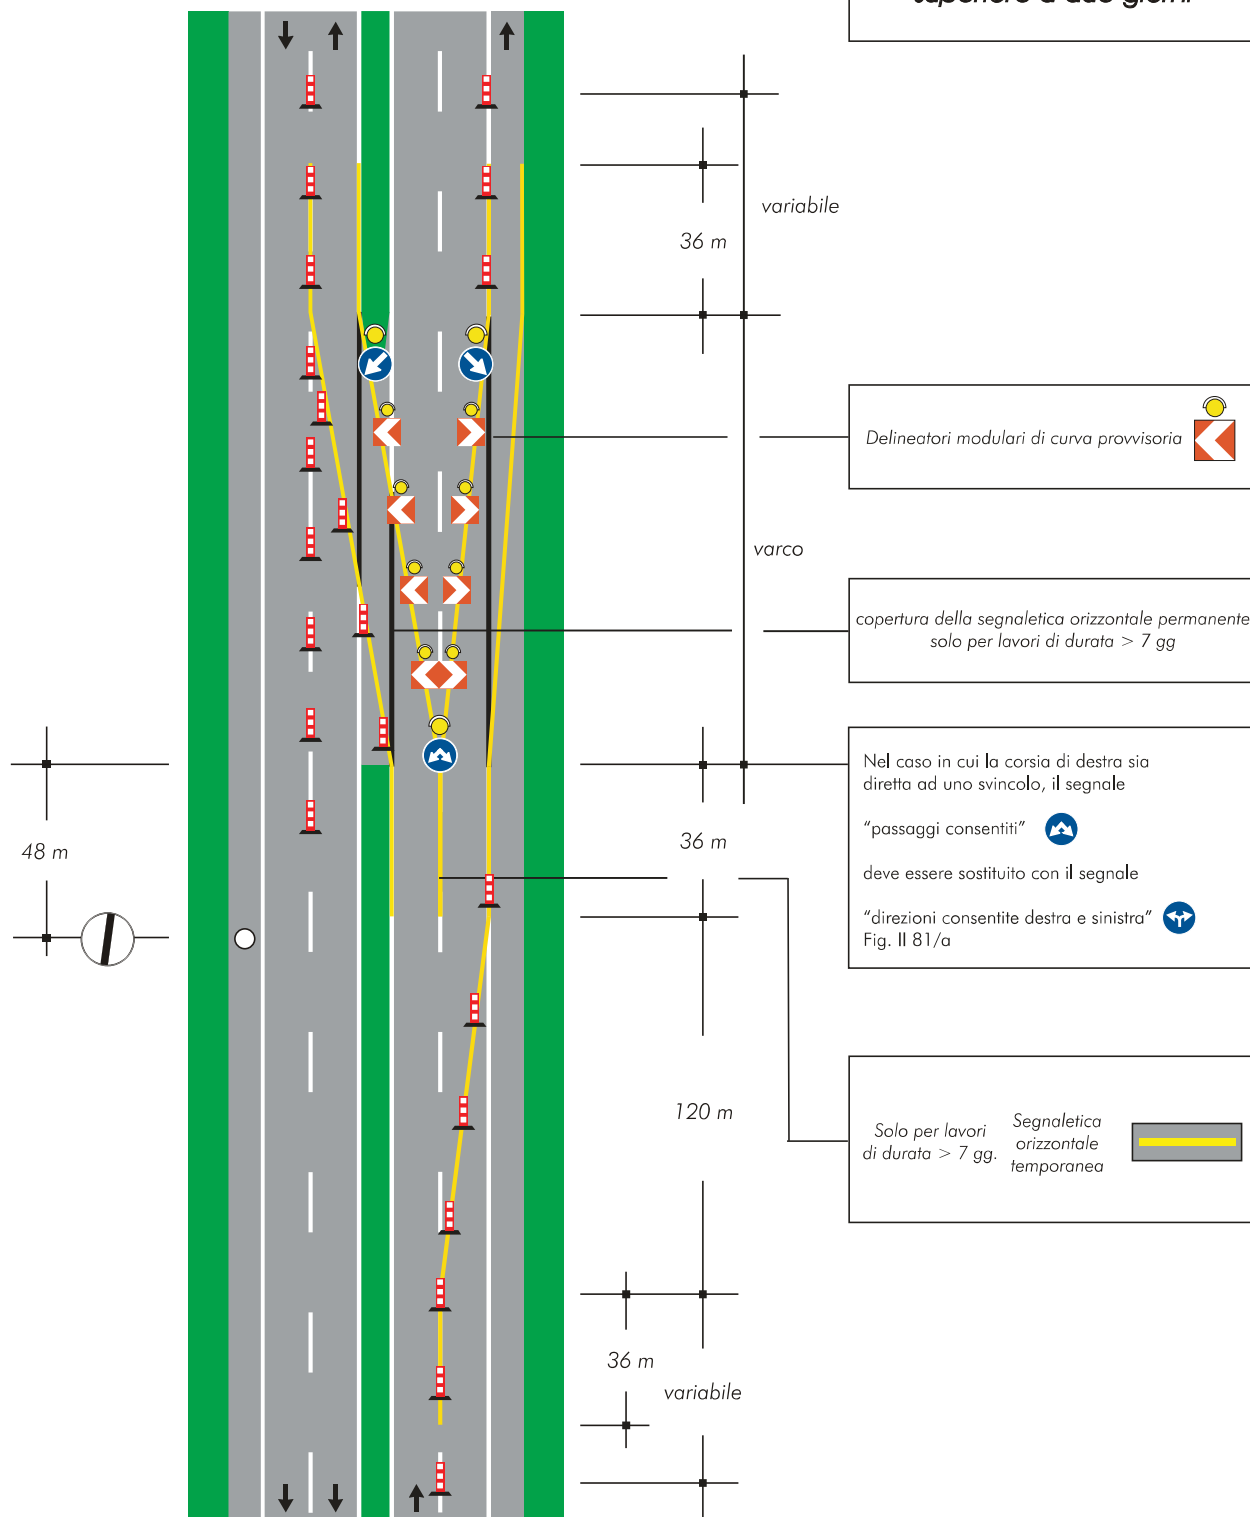 superiore a due giorni
variabile
36 m
Delineatori modulari di curva provvisoria
varco
copertura della segnaletica orizzontale permanente
solo per lavori di durata > 7 gg
Nel caso in cui la corsia di destra sia
diretta ad uno svincolo, il segnale
“passaggi consentiti”
deve essere sostituito con il segnale
“direzioni consentite destra e sinistra”
Fig. II 81/a
48 m
36 m
120 m
Solo per lavori
di durata > 7 gg.
Segnaletica
orizzontale
temporanea
36 m
variabile